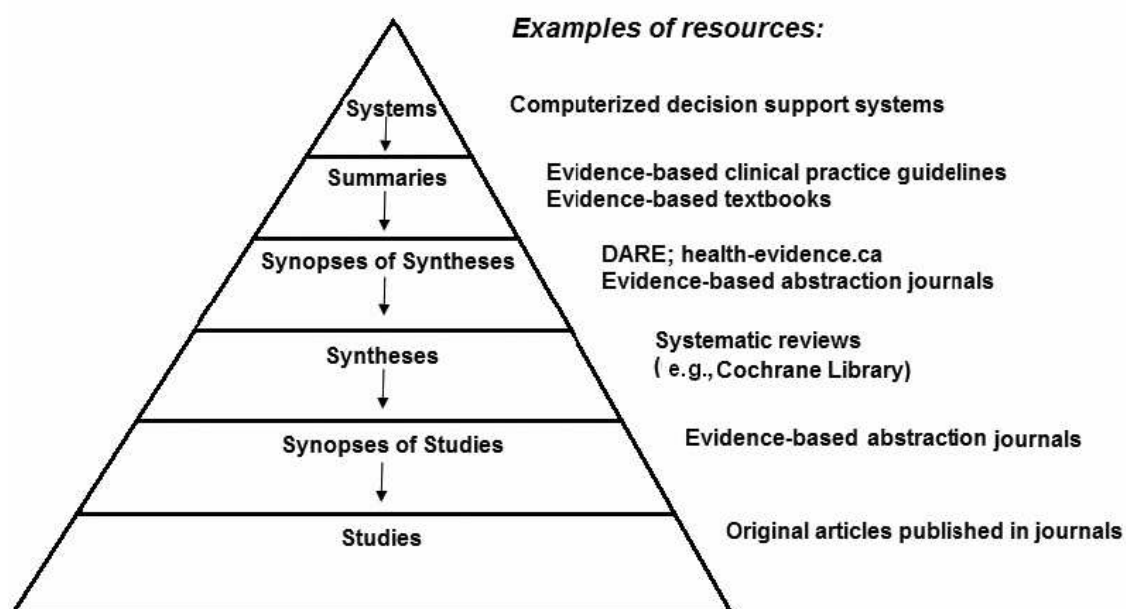 Examples of resources:
Systems
Computerized decision support systems
Summaries
Evidence-based clinical practice guidelines
Evidence-based textbooks
Synopses of Syntheses
DARE; health-evidence.ca
Evidence-based abstraction journals
Syntheses
Systematic reviews
( e.g., Cochrane Library)
Synopses of Studies
Evidence-based abstraction journals
Studies
Original articles published in journals